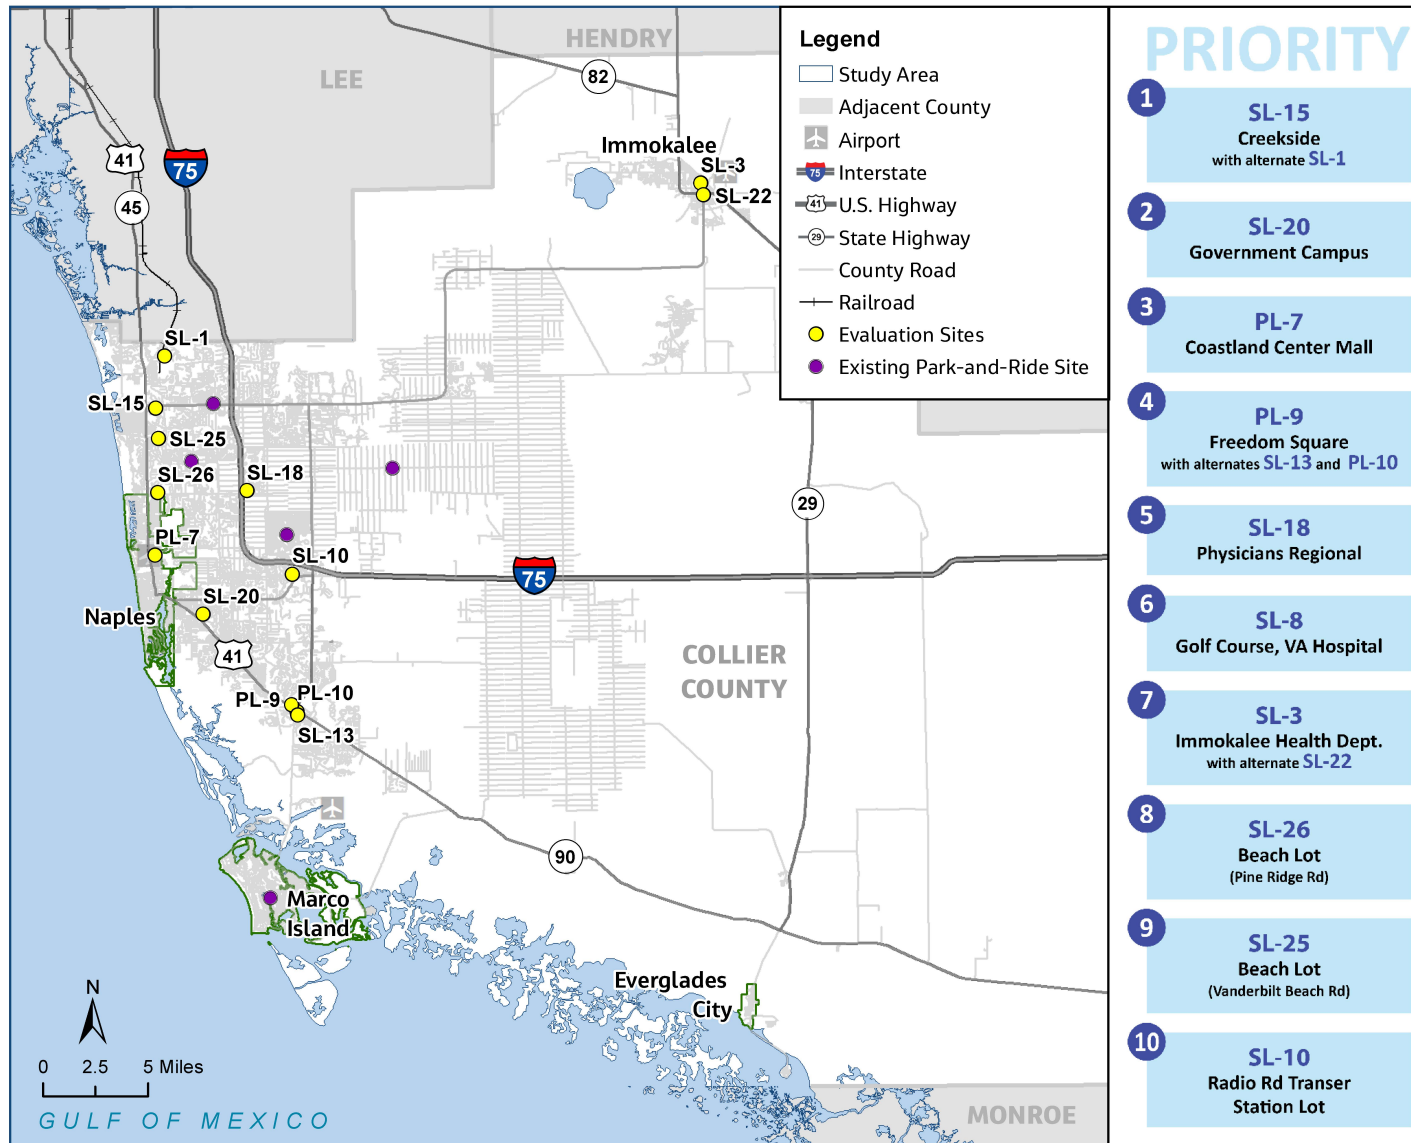 HENDRY
LEE
82
Immokalee
SL-3
SL-22
41
75
45
SL-1
SL-15
SL-25
SL-26
SL-18
PL-7
SL-10
75
29
SL-20
Naples
41
COLLIER
COUNTY
PL-9
PL-10
SL-13
90
Marco
Island
Everglades
City
N
0 2.5 5 Miles
GULF OF MEXICO
MONROE
Legend
Study Area
Adjacent County
Airport
75 Interstate
41 U.S. Highway
29 State Highway
County Road
Railroad
Evaluation Sites
Existing Park-and-Ride Site
PRIORITY
1
SL-15
Creekside
with alternate SL-1
2
SL-20
Government Campus
3
PL-7
Coastland Center Mall
4
PL-9
Freedom Square
with alternates SL-13 and PL-10
5
SL-18
Physicians Regional
6
SL-8
Golf Course, VA Hospital
7
SL-3
Immokalee Health Dept.
with alternate SL-22
8
SL-26
Beach Lot
(Pine Ridge Rd)
9
SL-25
Beach Lot
(Vanderbilt Beach Rd)
10
SL-10
Radio Rd Transer
Station Lot